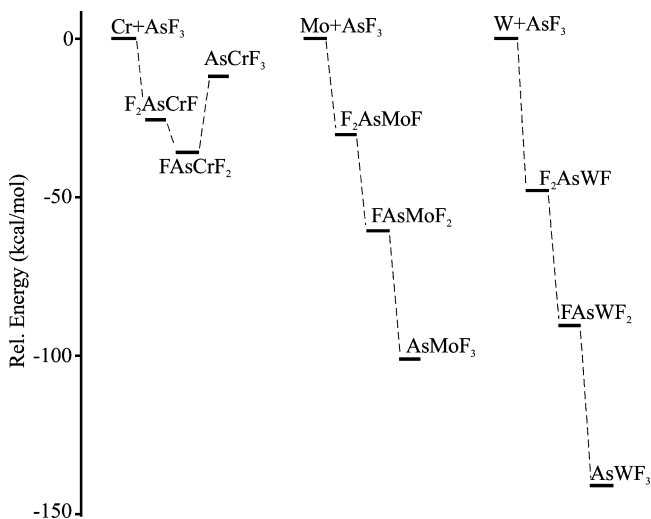 Cr+AsF₃
F₂AsCrF
FAsCrF₂
AsCrF₃
Mo+AsF₃
F₂AsMoF
FAsMoF₂
AsMoF₃
W+AsF₃
F₂AsWF
FAsWF₂
AsWF₃
0
-50
-100
-150
Rel. Energy (kcal/mol)